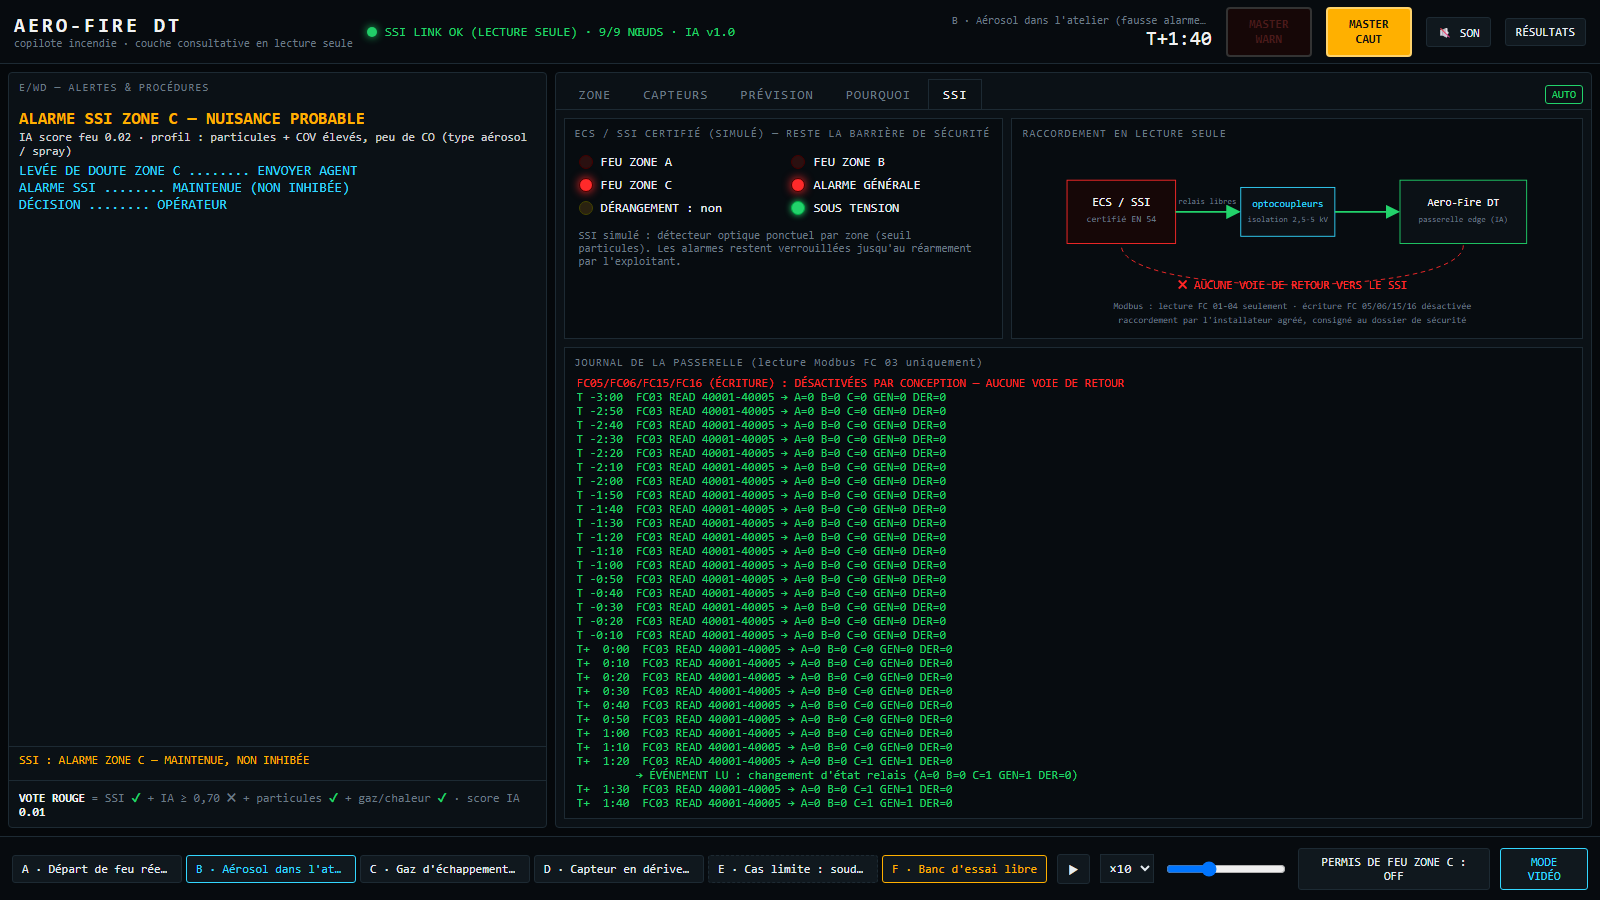 AERO-FIRE DT
copilote incendie · couche consultative en lecture seule
SSI LINK OK (LECTURE SEULE) · 9/9 NŒUDS · IA v1.0
B · Aérosol dans l'atelier (fausse alarme…
T+1:40
MASTER
WARN
MASTER
CAUT
SON
RÉSULTATS
E/WD — ALERTES & PROCÉDURES
ALARME SSI ZONE C — NUISANCE PROBABLE
IA score feu 0.02 · profil : particules + COV élevés, peu de CO (type aérosol
/ spray)
LEVÉE DE DOUTE ZONE C ........ ENVOYER AGENT
ALARME SSI ........ MAINTENUE (NON INHIBÉE)
DÉCISION ........ OPÉRATEUR
SSI : ALARME ZONE C — MAINTENUE, NON INHIBÉE
VOTE ROUGE = SSI ✓ + IA ≥ 0,70 ✕ + particules ✓ + gaz/chaleur ✓ · score IA
0.01
ZONE
CAPTEURS
PRÉVISION
POURQUOI
SSI
AUTO
ECS / SSI CERTIFIÉ (SIMULÉ) — RESTE LA BARRIÈRE DE SÉCURITÉ
FEU ZONE A
FEU ZONE B
FEU ZONE C
ALARME GÉNÉRALE
DÉRANGEMENT : non
SOUS TENSION
SSI simulé : détecteur optique ponctuel par zone (seuil
particules). Les alarmes restent verrouillées jusqu'au réarmement
par l'exploitant.
RACCORDEMENT EN LECTURE SEULE
ECS / SSI
certifié EN 54
relais libres
optocoupleurs
isolation 2,5-5 kV
Aero-Fire DT
passerelle edge (IA)
✕ AUCUNE VOIE DE RETOUR VERS LE SSI
Modbus : lecture FC 01-04 seulement · écriture FC 05/06/15/16 désactivée
raccordement par l'installateur agréé, consigné au dossier de sécurité
JOURNAL DE LA PASSERELLE (lecture Modbus FC 03 uniquement)
FC05/FC06/FC15/FC16 (ÉCRITURE) : DÉSACTIVÉES PAR CONCEPTION — AUCUNE VOIE DE RETOUR
T -3:00 FC03 READ 40001-40005 → A=0 B=0 C=0 GEN=0 DER=0
T -2:50 FC03 READ 40001-40005 → A=0 B=0 C=0 GEN=0 DER=0
T -2:40 FC03 READ 40001-40005 → A=0 B=0 C=0 GEN=0 DER=0
T -2:30 FC03 READ 40001-40005 → A=0 B=0 C=0 GEN=0 DER=0
T -2:20 FC03 READ 40001-40005 → A=0 B=0 C=0 GEN=0 DER=0
T -2:10 FC03 READ 40001-40005 → A=0 B=0 C=0 GEN=0 DER=0
T -2:00 FC03 READ 40001-40005 → A=0 B=0 C=0 GEN=0 DER=0
T -1:50 FC03 READ 40001-40005 → A=0 B=0 C=0 GEN=0 DER=0
T -1:40 FC03 READ 40001-40005 → A=0 B=0 C=0 GEN=0 DER=0
T -1:30 FC03 READ 40001-40005 → A=0 B=0 C=0 GEN=0 DER=0
T -1:20 FC03 READ 40001-40005 → A=0 B=0 C=0 GEN=0 DER=0
T -1:10 FC03 READ 40001-40005 → A=0 B=0 C=0 GEN=0 DER=0
T -1:00 FC03 READ 40001-40005 → A=0 B=0 C=0 GEN=0 DER=0
T -0:50 FC03 READ 40001-40005 → A=0 B=0 C=0 GEN=0 DER=0
T -0:40 FC03 READ 40001-40005 → A=0 B=0 C=0 GEN=0 DER=0
T -0:30 FC03 READ 40001-40005 → A=0 B=0 C=0 GEN=0 DER=0
T -0:20 FC03 READ 40001-40005 → A=0 B=0 C=0 GEN=0 DER=0
T -0:10 FC03 READ 40001-40005 → A=0 B=0 C=0 GEN=0 DER=0
T+ 0:00 FC03 READ 40001-40005 → A=0 B=0 C=0 GEN=0 DER=0
T+ 0:10 FC03 READ 40001-40005 → A=0 B=0 C=0 GEN=0 DER=0
T+ 0:20 FC03 READ 40001-40005 → A=0 B=0 C=0 GEN=0 DER=0
T+ 0:30 FC03 READ 40001-40005 → A=0 B=0 C=0 GEN=0 DER=0
T+ 0:40 FC03 READ 40001-40005 → A=0 B=0 C=0 GEN=0 DER=0
T+ 0:50 FC03 READ 40001-40005 → A=0 B=0 C=0 GEN=0 DER=0
T+ 1:00 FC03 READ 40001-40005 → A=0 B=0 C=0 GEN=0 DER=0
T+ 1:10 FC03 READ 40001-40005 → A=0 B=0 C=0 GEN=0 DER=0
T+ 1:20 FC03 READ 40001-40005 → A=0 B=0 C=1 GEN=1 DER=0
→ ÉVÉNEMENT LU : changement d'état relais (A=0 B=0 C=1 GEN=1 DER=0)
T+ 1:30 FC03 READ 40001-40005 → A=0 B=0 C=1 GEN=1 DER=0
T+ 1:40 FC03 READ 40001-40005 → A=0 B=0 C=1 GEN=1 DER=0
A · Départ de feu rée…
B · Aérosol dans l'at…
C · Gaz d'échappement…
D · Capteur en dérive…
E · Cas limite : soud…
F · Banc d'essai libre
x10
PERMIS DE FEU ZONE C :
OFF
MODE
VIDÉO